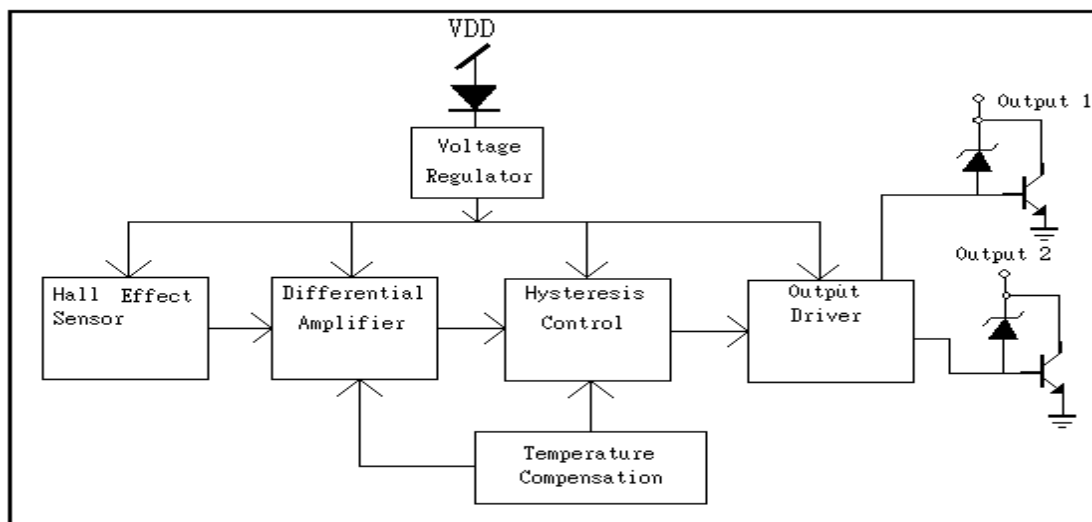 VDD
Voltage
Regulator
Output 1
Output 2
Hall Effect
Sensor
Differential
Amplifier
Hysteresis
Control
Output
Driver
Temperature
Compensation